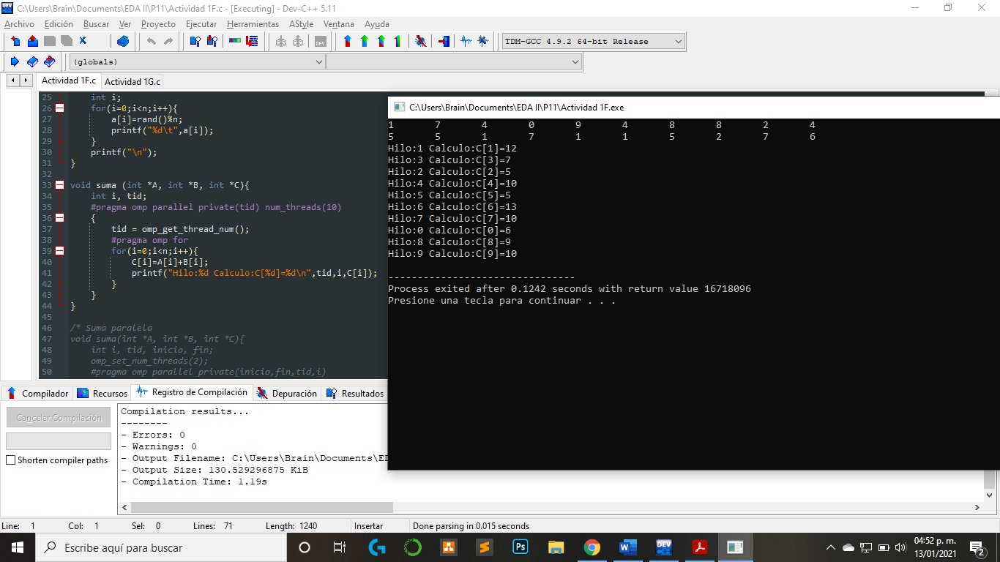 C:\Users\Brain\Documents\EDA II\P11\Actividad 1F.c - [Executing] - Dev-C++ 5.11
Archivo Edición Buscar Ver Proyecto Ejecutar Herramientas AStyle Ventana Ayuda
TDM-GCC 4.9.2 64-bit Release
(globals)
Actividad 1F.c Actividad 1G.c
25 int i;
26 for(i=0;i<n;i++){
27 a[i]=rand()%n;
28 printf("%d\t",a[i]);
29 }
30 printf("\n");
31 }
32
33 void suma (int *A, int *B, int *C){
34 int i, tid;
35 #pragma omp parallel private(tid) num_threads(10)
36 {
37 tid = omp_get_thread_num();
38 #pragma omp for
39 for(i=0;i<n;i++){
40 C[i]=A[i]+B[i];
41 printf("Hilo:%d Calculo:C[%d]=%d\n",tid,i,C[i]);
42 }
43 }
44 }
45
46 /* Suma paralela
47 void suma(int *A, int *B, int *C){
48 int i, tid, inicio, fin;
49 omp_set_num_threads(2);
50 #pragma omp parallel private(inicio,fin,tid,i)
C:\Users\Brain\Documents\EDA II\P11\Actividad 1F.exe
1 7 4 0 9 4 8 8 2 4
5 5 1 7 1 1 5 2 7 6
Hilo:1 Calculo:C[1]=12
Hilo:3 Calculo:C[3]=7
Hilo:2 Calculo:C[2]=5
Hilo:4 Calculo:C[4]=10
Hilo:5 Calculo:C[5]=5
Hilo:6 Calculo:C[6]=13
Hilo:7 Calculo:C[7]=10
Hilo:0 Calculo:C[0]=6
Hilo:8 Calculo:C[8]=9
Hilo:9 Calculo:C[9]=10
--------------------------------
Process exited after 0.1242 seconds with return value 16718096
Presione una tecla para continuar . . .
Compilador Recursos Registro de Compilación Depuración Resultados
Cancelar Compilación
Shorten compiler paths
Compilation results...
--------
- Errors: 0
- Warnings: 0
- Output Filename: C:\Users\Brain\Documents\ED
- Output Size: 130.529296875 KiB
- Compilation Time: 1.19s
Line: 1 Col: 1 Sel: 0 Lines: 71 Length: 1240 Insertar Done parsing in 0.015 seconds
Escribe aquí para buscar
04:52 p. m.
13/01/2021
2